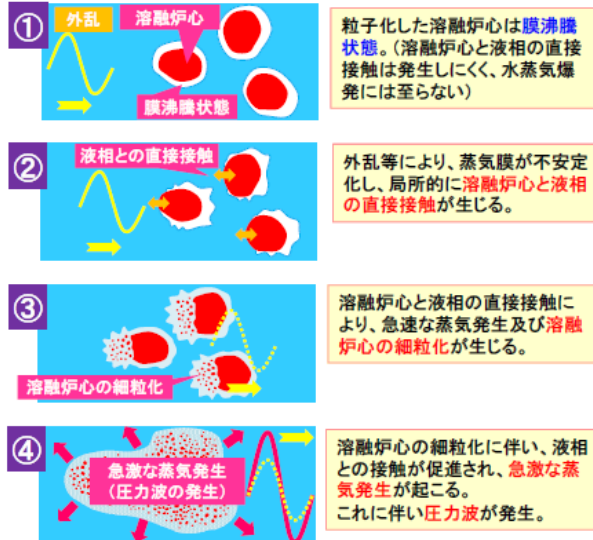 ①
外乱
溶融炉心
膜沸騰状態
粒子化した溶融炉心は膜沸騰
状態。（溶融炉心と液相の直接
接触は発生しにくく、水蒸気爆
発には至らない）
②
液相との直接接触
外乱等により、蒸気膜が不安定
化し、局所的に溶融炉心と液相
の直接接触が生じる。
③
溶融炉心の細粒化
溶融炉心と液相の直接接触に
より、急速な蒸気発生及び溶融
炉心の細粒化が生じる。
④
急激な蒸気発生
（圧力波の発生）
溶融炉心の細粒化に伴い、液相
との接触が促進され、急激な蒸
気発生が起こる。
これに伴い圧力波が発生。